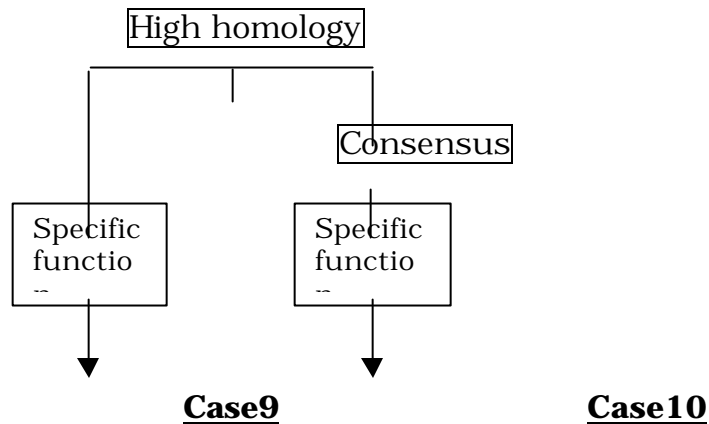 High homology
Consensus
Specific
functio
Specific
functio
Case9 Case10